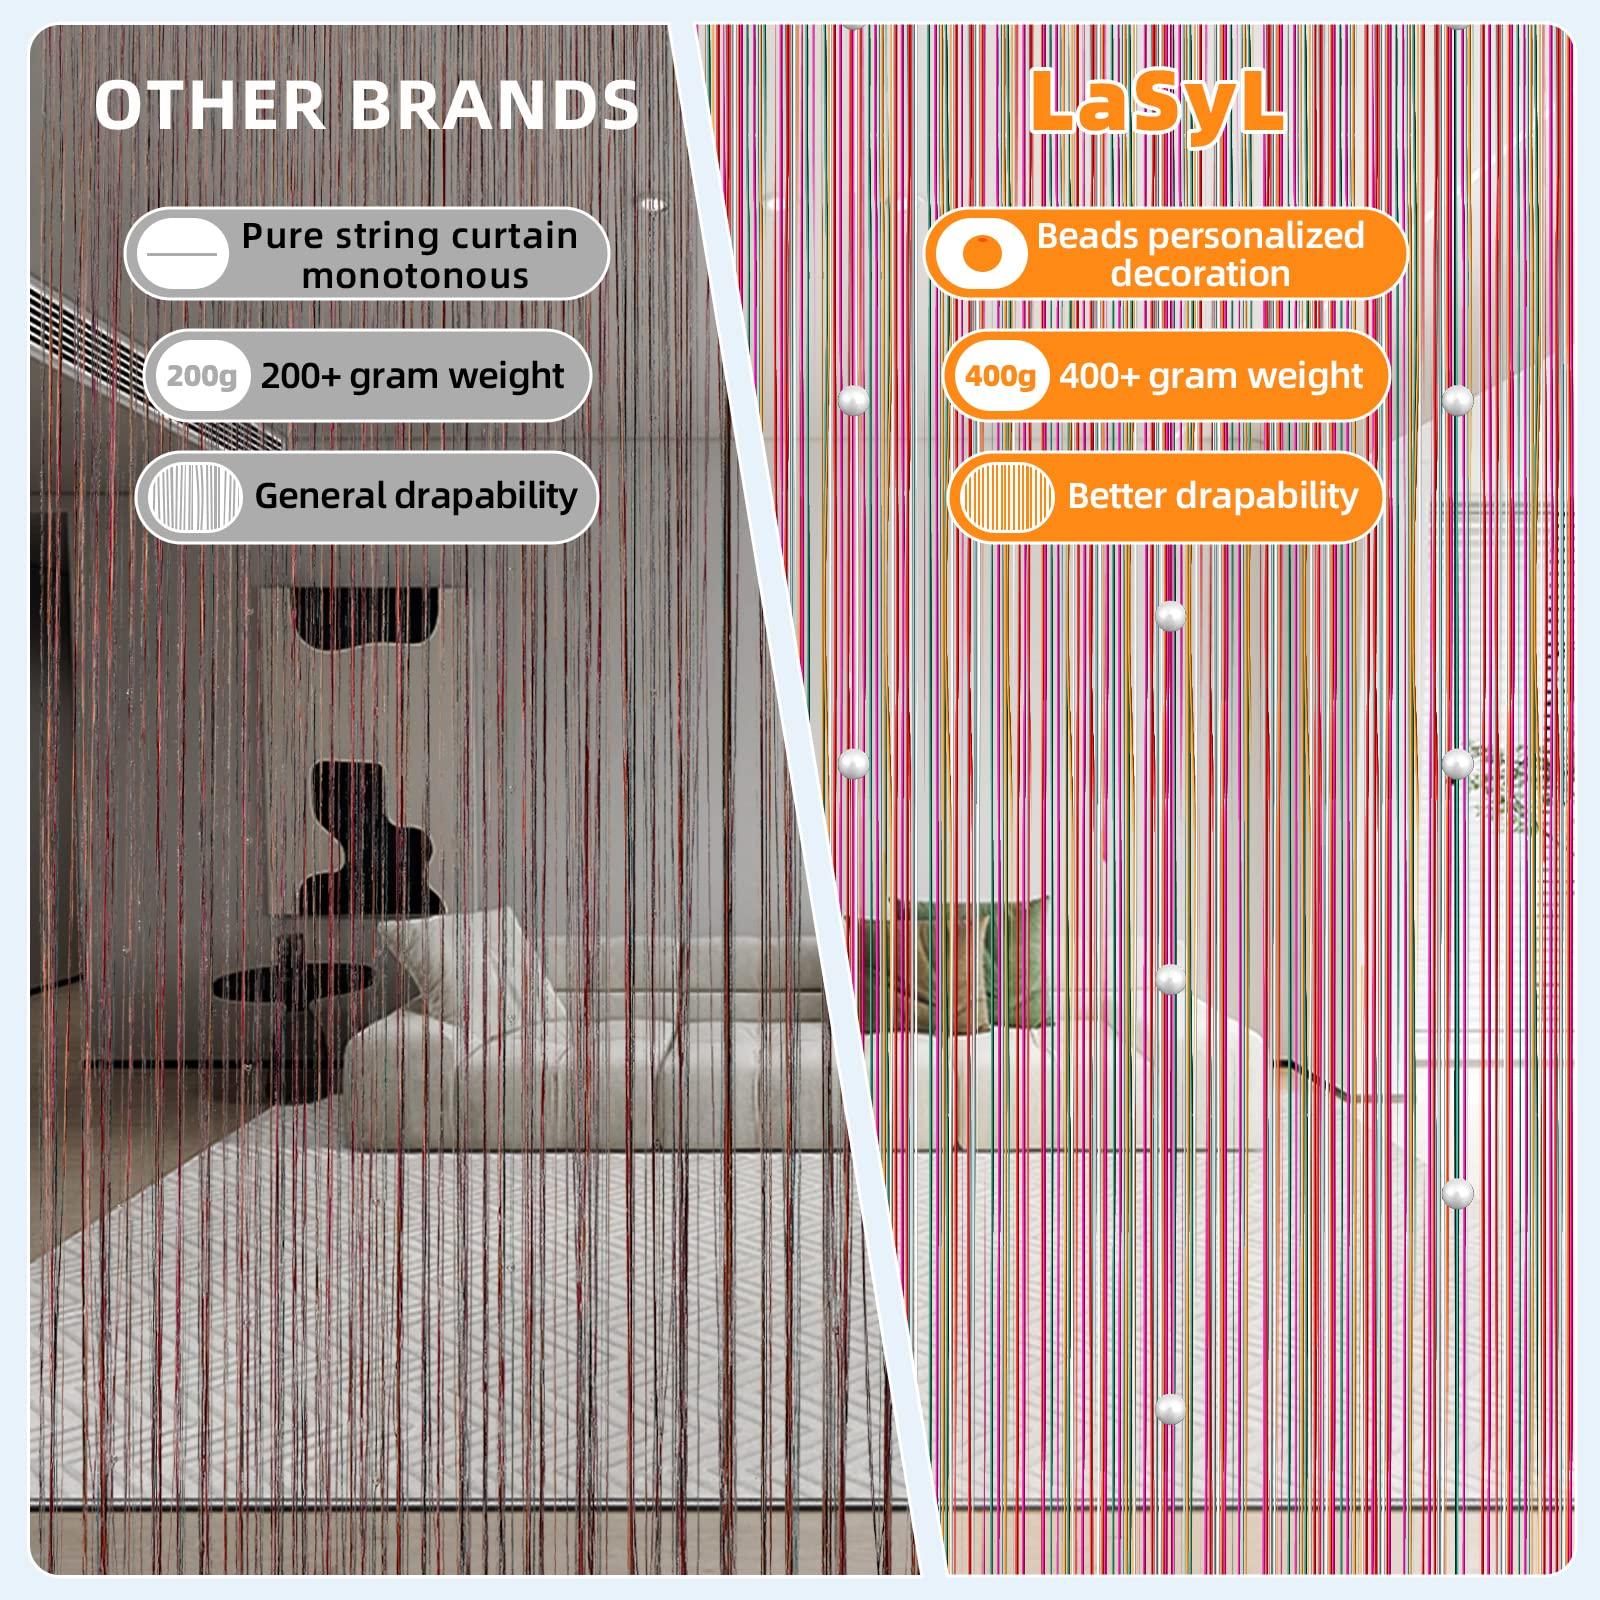 OTHER BRANDS
Pure string curtain
monotonous
200g
200+ gram weight
General drapability
LaSyL
Beads personalized
decoration
400g
400+ gram weight
Better drapability